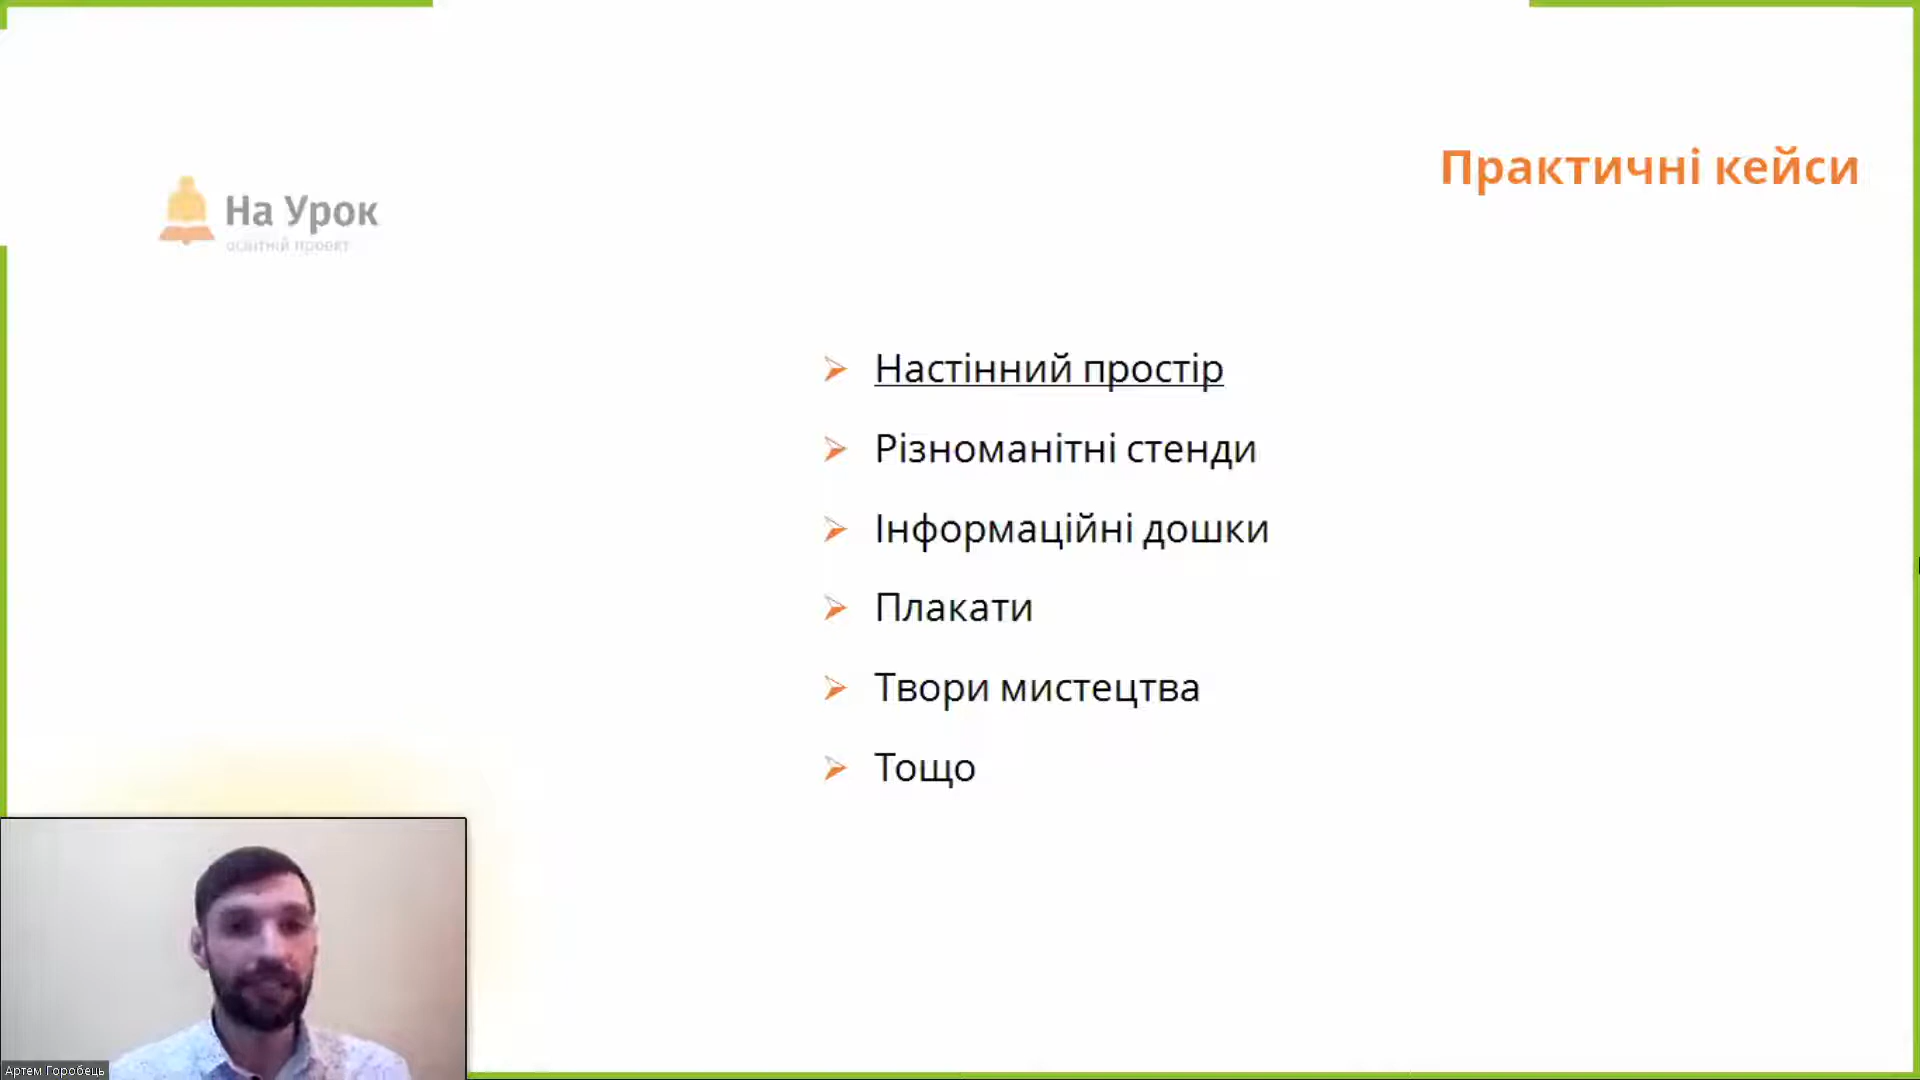 Практичні кейси
На Урок
освітній проект
Настінний простір
Різноманітні стенди
Інформаційні дошки
Плакати
Твори мистецтва
Тощо
Артем Горобець